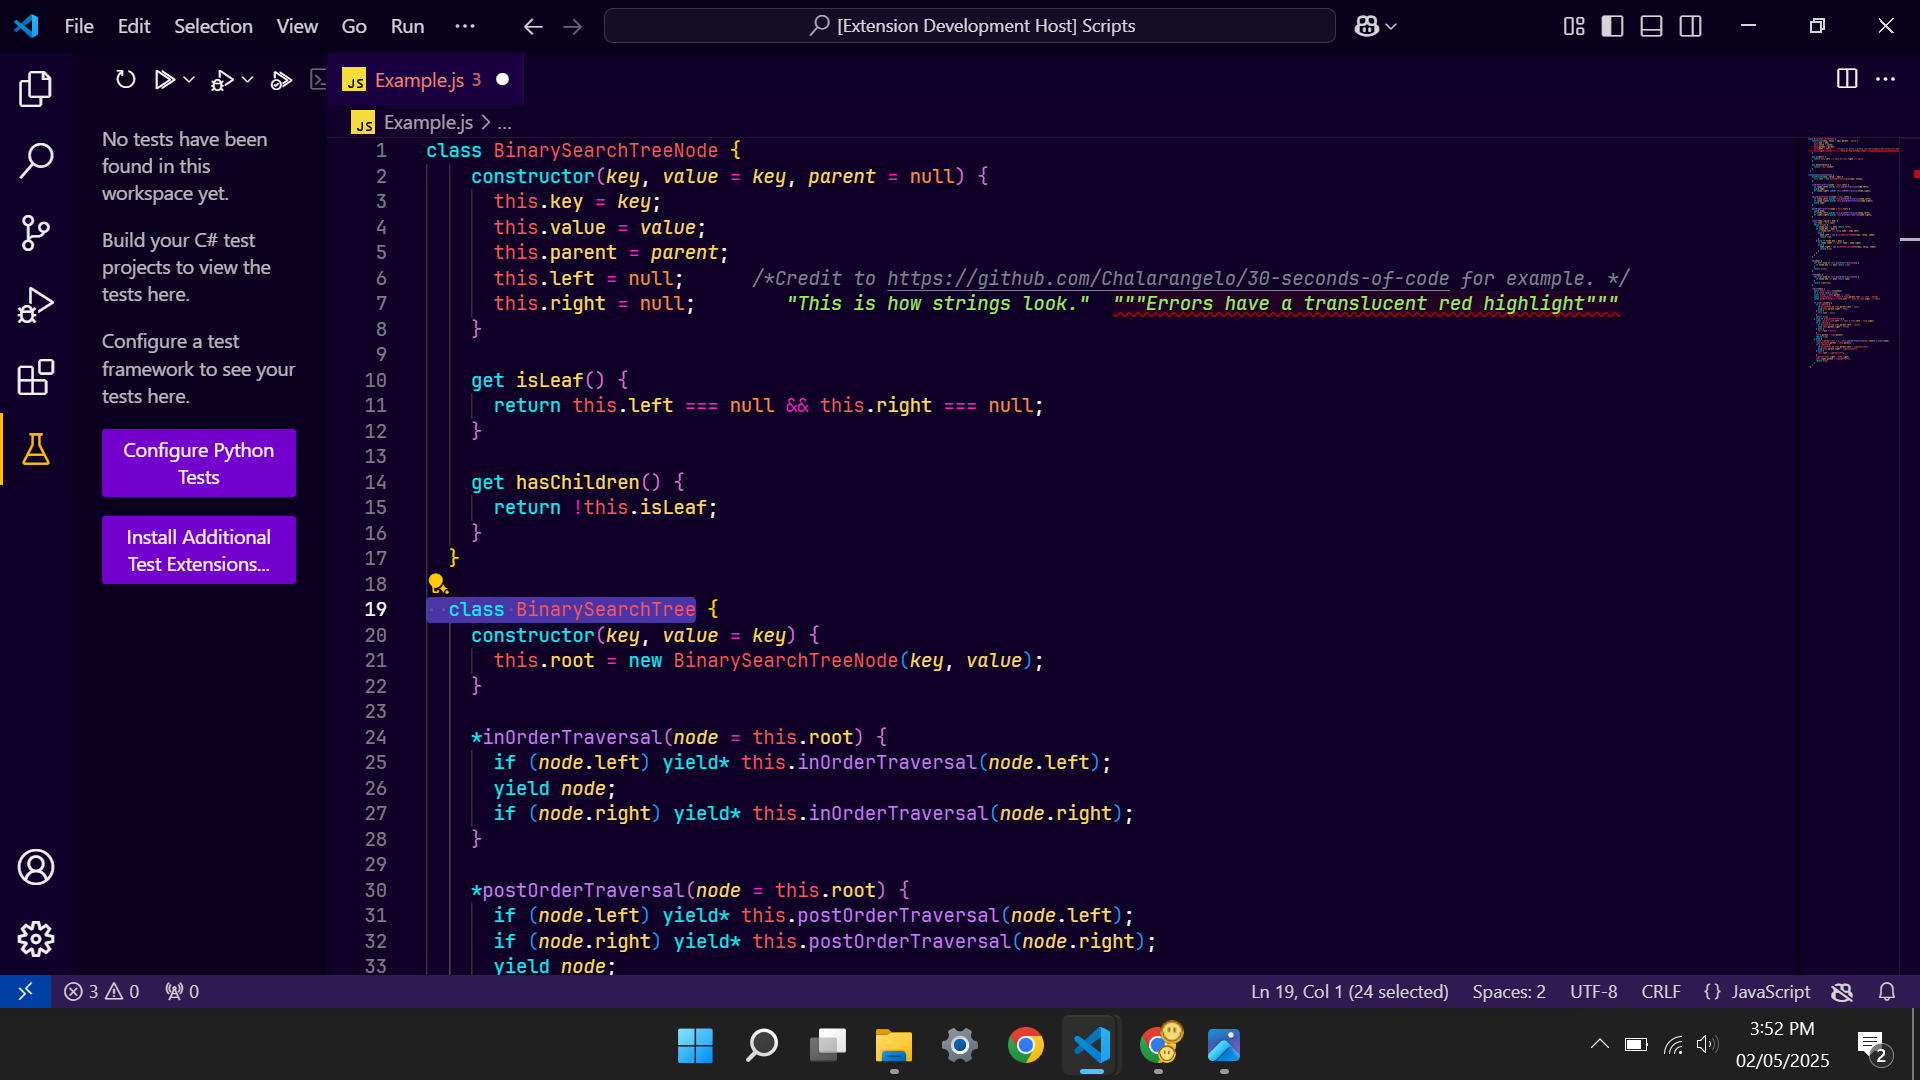 File Edit Selection View Go Run ··· [Extension Development Host] Scripts
No tests have been
found in this
workspace yet.
Build your C# test
projects to view the
tests here.
Configure a test
framework to see your
tests here.
Configure Python
Tests
Install Additional
Test Extensions...
JS Example.js 3
JS Example.js > ...
1 class BinarySearchTreeNode {
2 constructor(key, value = key, parent = null) {
3 this.key = key;
4 this.value = value;
5 this.parent = parent;
6 this.left = null; /*Credit to https://github.com/Chalarangelo/30-seconds-of-code for example. */
7 this.right = null; "This is how strings look." """Errors have a translucent red highlight"""
8 }
9
10 get isLeaf() {
11 return this.left === null && this.right === null;
12 }
13
14 get hasChildren() {
15 return !this.isLeaf;
16 }
17 }
18
19 class BinarySearchTree {
20 constructor(key, value = key) {
21 this.root = new BinarySearchTreeNode(key, value);
22 }
23
24 *inOrderTraversal(node = this.root) {
25 if (node.left) yield* this.inOrderTraversal(node.left);
26 yield node;
27 if (node.right) yield* this.inOrderTraversal(node.right);
28 }
29
30 *postOrderTraversal(node = this.root) {
31 if (node.left) yield* this.postOrderTraversal(node.left);
32 if (node.right) yield* this.postOrderTraversal(node.right);
33 yield node;
3 0 0 Ln 19, Col 1 (24 selected) Spaces: 2 UTF-8 CRLF {} JavaScript
3:52 PM
02/05/2025
2